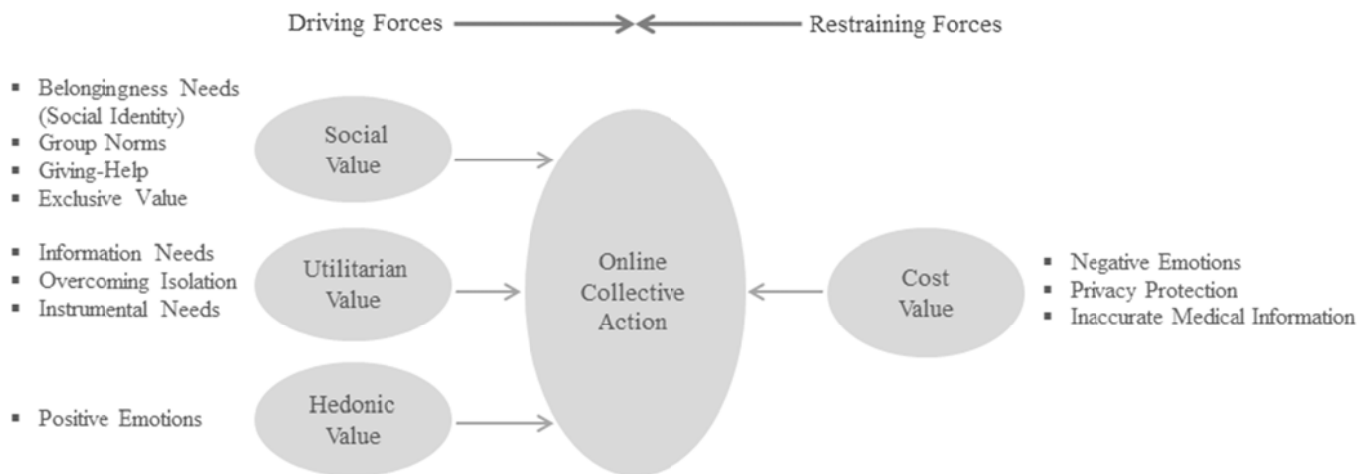 Driving Forces
Restraining Forces
▪ Belongingness Needs
(Social Identity)
▪ Group Norms
▪ Giving-Help
▪ Exclusive Value
Social
Value
▪ Information Needs
▪ Overcoming Isolation
▪ Instrumental Needs
Utilitarian
Value
▪ Positive Emotions
Hedonic
Value
Online
Collective
Action
Cost
Value
▪ Negative Emotions
▪ Privacy Protection
▪ Inaccurate Medical Information